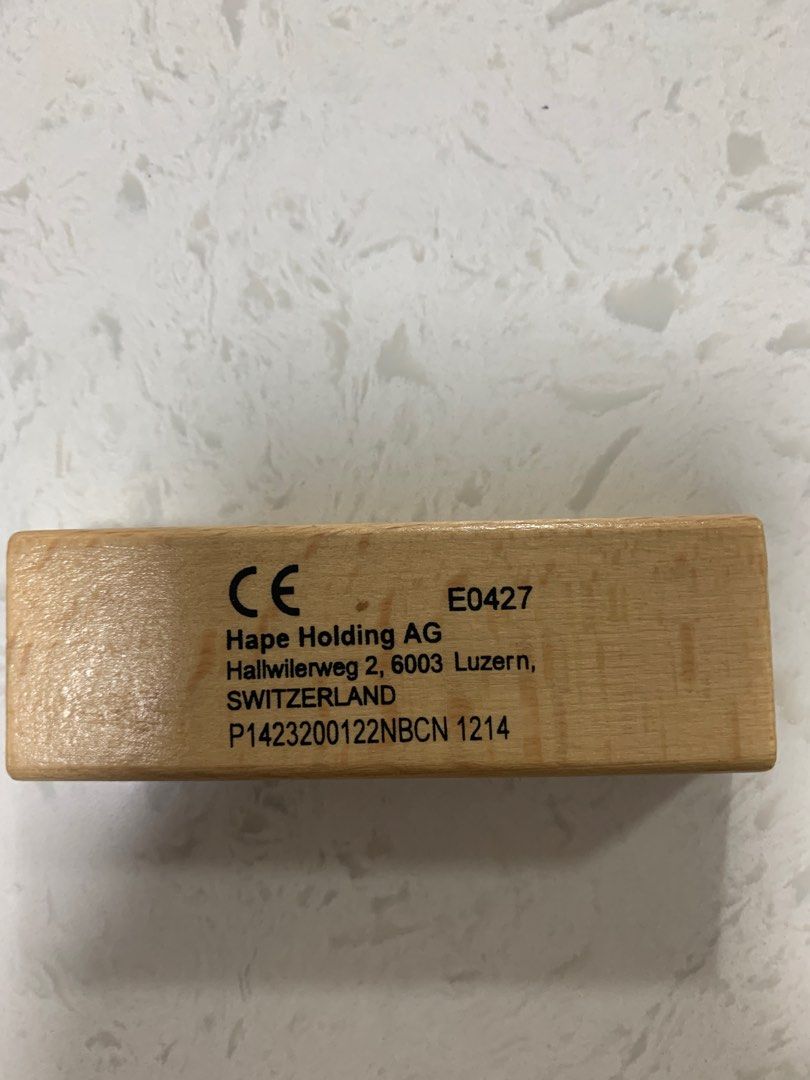 CE E0427
Hape Holding AG
Hallwilerweg 2, 6003 Luzern,
SWITZERLAND
P1423200122NBCN 1214